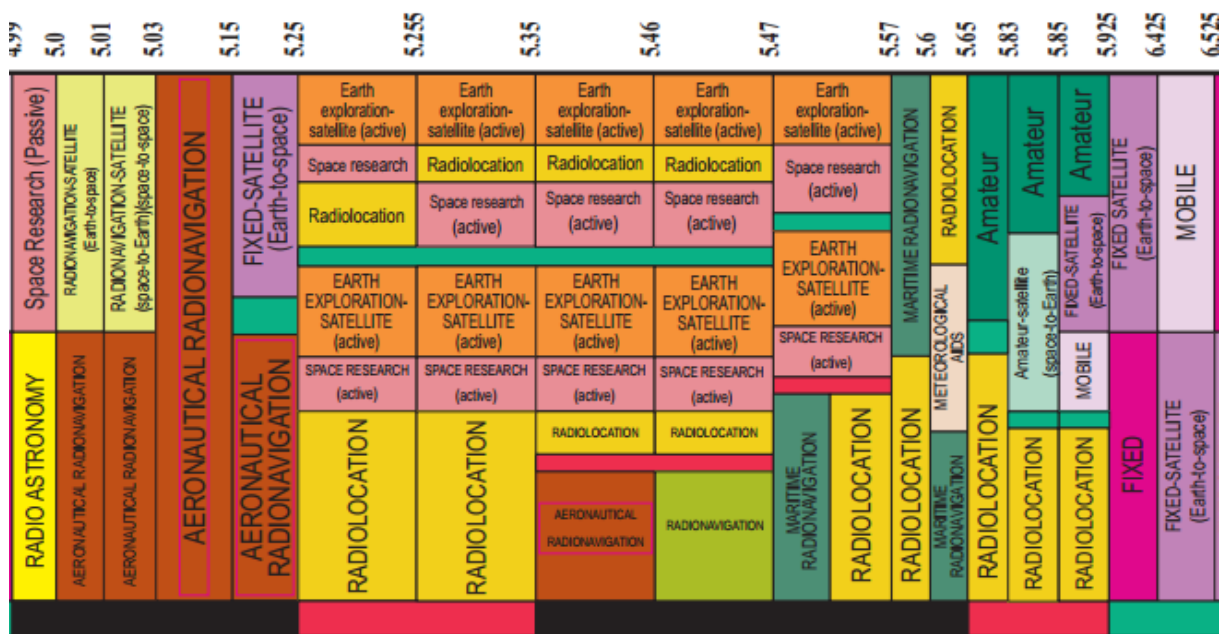 4.99
5.0
5.01
5.03
5.15
5.25
5.255
5.35
5.46
5.47
5.57
5.6
5.65
5.83
5.85
5.925
6.425
6.525
Space Research (Passive)
RADIO ASTRONOMY
RADIONAVIGATION-SATELLITE
(Earth-to-space)
AERONAUTICAL RADIONAVIGATION
RADIONAVIGATION-SATELLITE
(space-to-Earth)(space-to-space)
AERONAUTICAL RADIONAVIGATION
AERONAUTICAL RADIONAVIGATION
FIXED-SATELLITE
(Earth-to-space)
AERONAUTICAL
RADIONAVIGATION
Earth
exploration-
satellite (active)
Space research
Radiolocation
EARTH
EXPLORATION-
SATELLITE
(active)
SPACE RESEARCH
(active)
RADIOLOCATION
Earth
exploration-
satellite (active)
Radiolocation
Space research
(active)
EARTH
EXPLORATION-
SATELLITE
(active)
SPACE RESEARCH
(active)
RADIOLOCATION
Earth
exploration-
satellite (active)
Radiolocation
Space research
(active)
EARTH
EXPLORATION-
SATELLITE
(active)
SPACE RESEARCH
(active)
RADIOLOCATION
AERONAUTICAL
RADIONAVIGATION
Earth
exploration-
satellite (active)
Radiolocation
Space research
(active)
EARTH
EXPLORATION-
SATELLITE
(active)
SPACE RESEARCH
(active)
RADIOLOCATION
RADIONAVIGATION
Earth
exploration-
satellite (active)
Space research
(active)
EARTH
EXPLORATION-
SATELLITE
(active)
SPACE RESEARCH
(active)
MARITIME
RADIONAVIGATION
RADIOLOCATION
MARITIME RADIONAVIGATION
RADIOLOCATION
RADIOLOCATION
METEOROLOGICAL
AIDS
MARITIME
RADIONAVIGATION
Amateur
RADIOLOCATION
Amateur
Amateur-satellite
(space-to-Earth)
RADIOLOCATION
Amateur
FIXED-SATELLITE
(Earth-to-space)
MOBILE
RADIOLOCATION
FIXED SATELLITE
(Earth-to-space)
FIXED
MOBILE
FIXED-SATELLITE
(Earth-to-space)